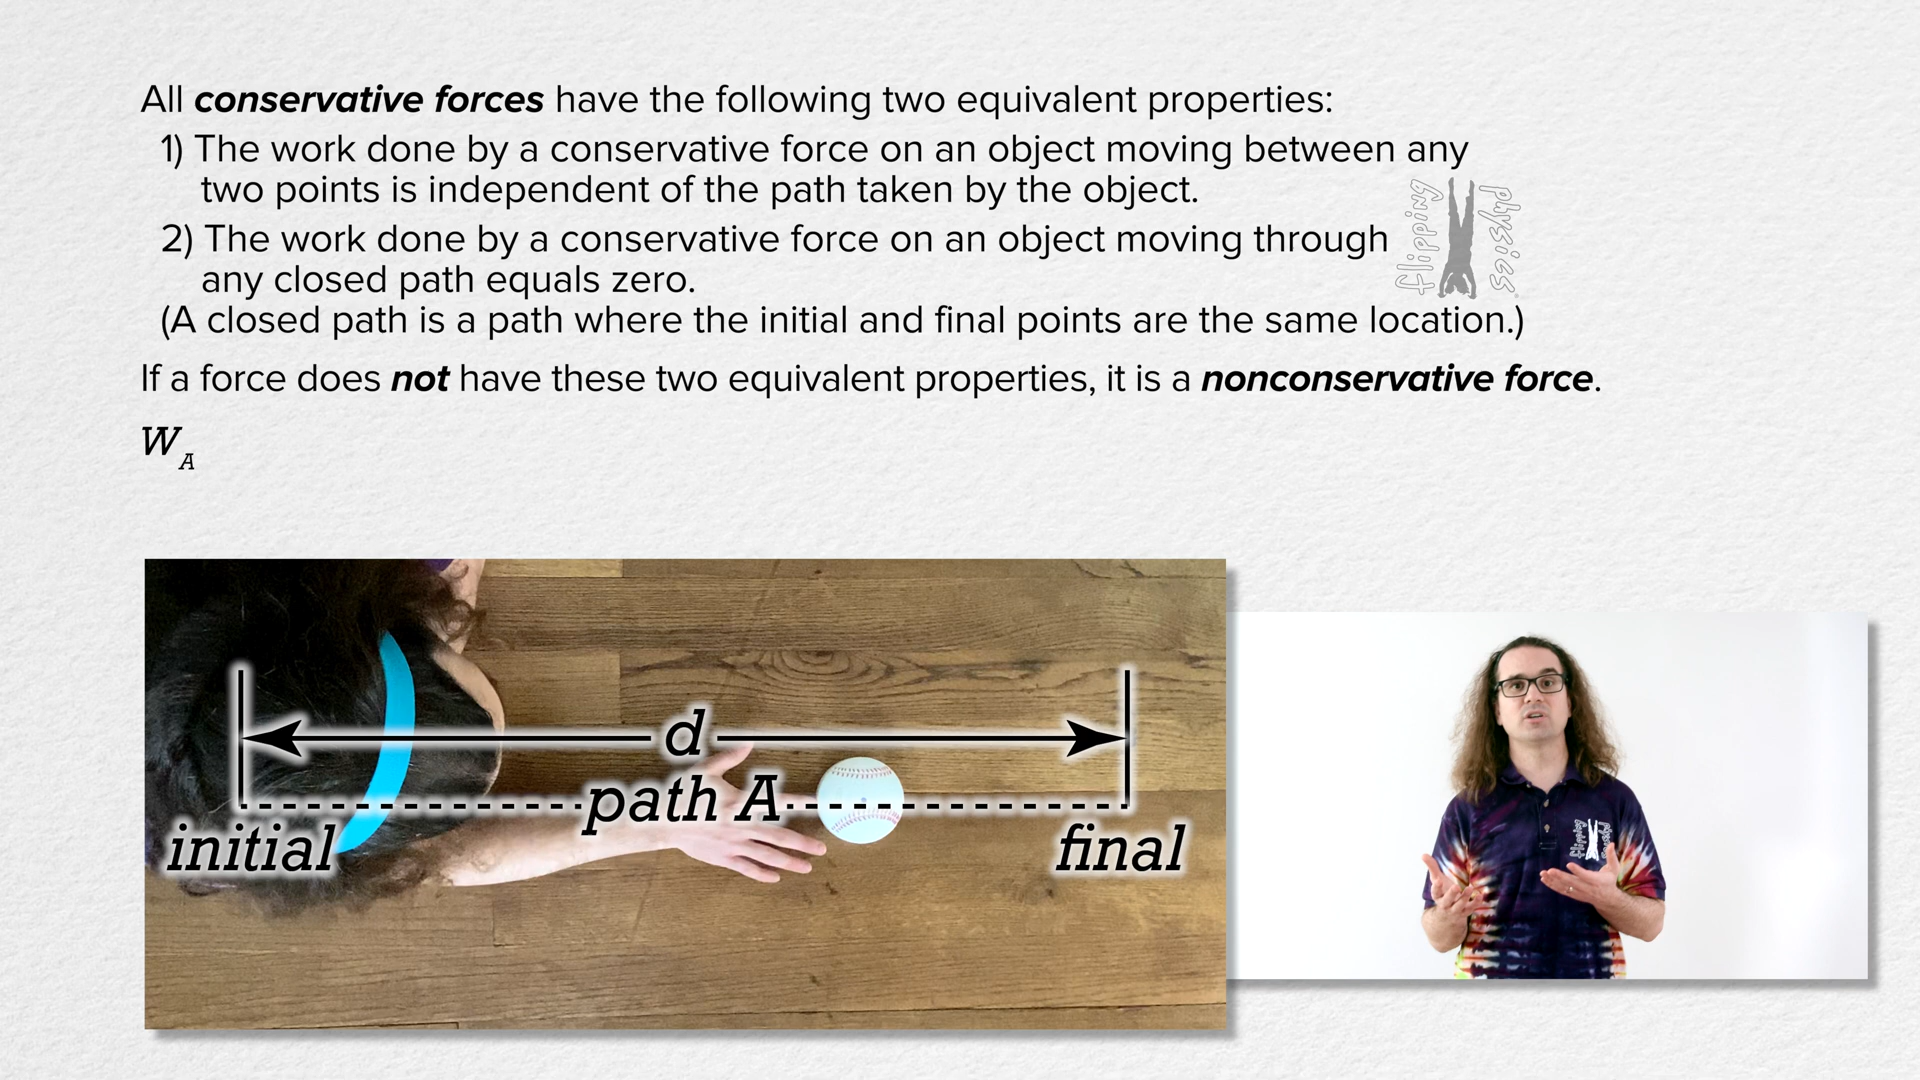 All conservative forces have the following two equivalent properties:
1) The work done by a conservative force on an object moving between any
two points is independent of the path taken by the object.
2) The work done by a conservative force on an object moving through
any closed path equals zero.
(A closed path is a path where the initial and final points are the same location.)
flipping physics
If a force does not have these two equivalent properties, it is a nonconservative force.
W_A
d
path A
initial
final
flipping physics